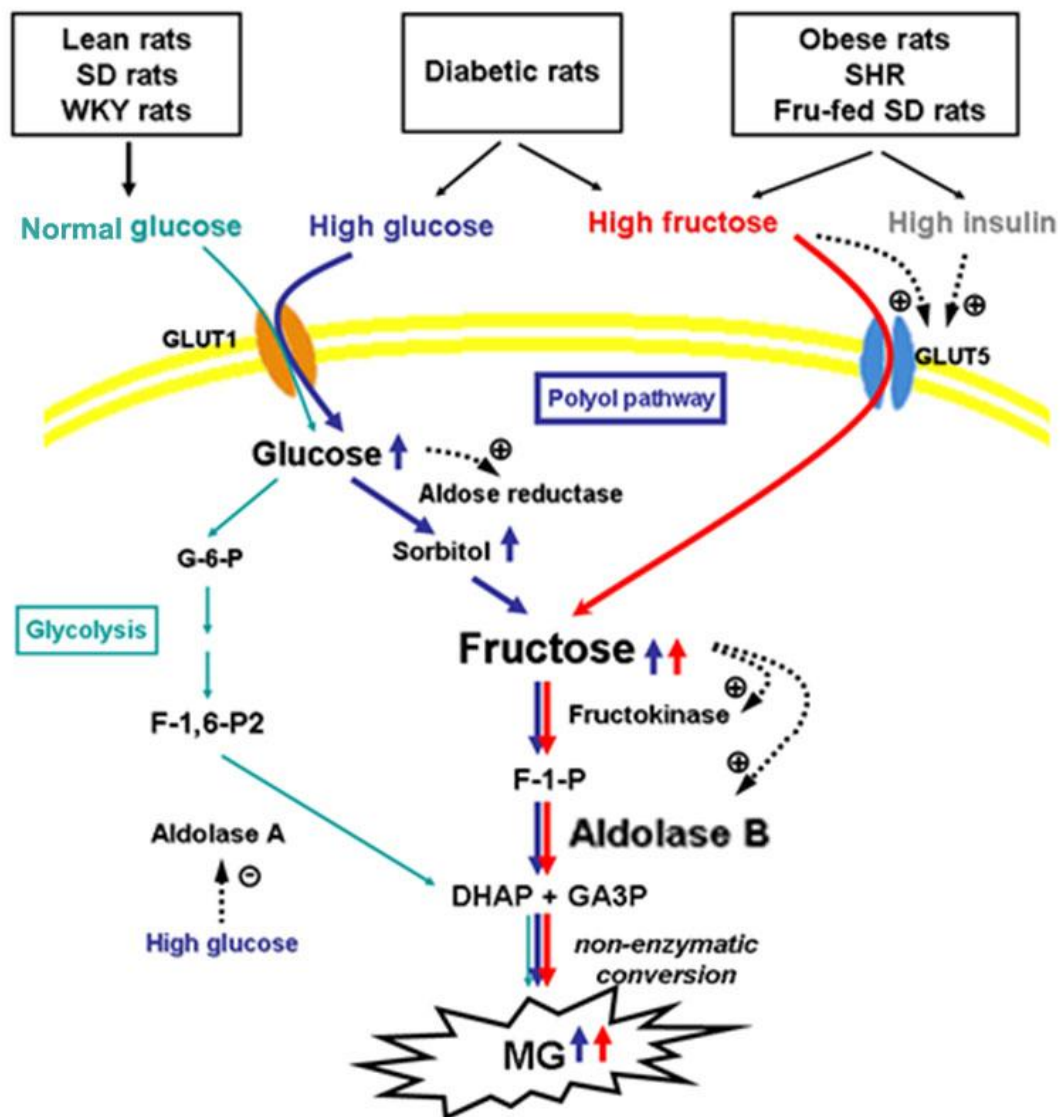 Lean rats
SD rats
WKY rats
Diabetic rats
Obese rats
SHR
Fru-fed SD rats
Normal glucose
High glucose
High fructose
High insulin
⊕
⊕
GLUT1
GLUT5
Polyol pathway
Glucose
⊕
Aldose reductase
Sorbitol
G-6-P
Glycolysis
Fructose
⊕
Fructokinase
F-1,6-P2
⊕
F-1-P
Aldolase A
Aldolase B
⊖
DHAP + GA3P
High glucose
non-enzymatic
conversion
MG